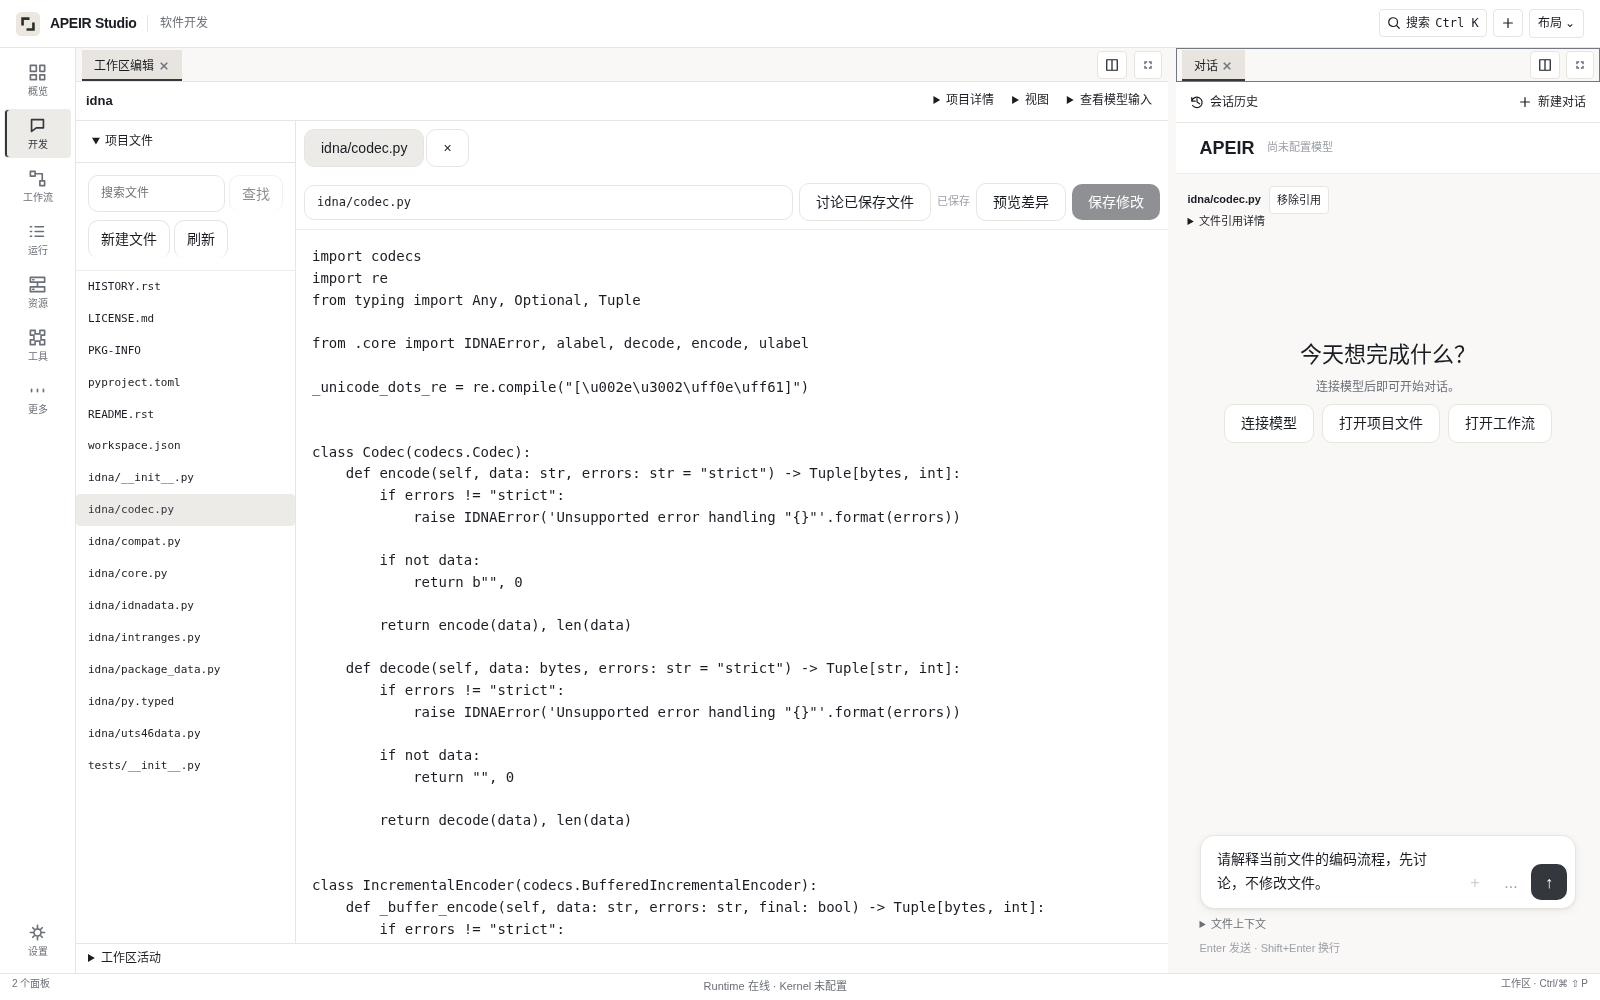 APEIR Studio 软件开发 搜索 Ctrl K 布局
概览
开发
工作流
运行
资源
工具
更多
设置
工作区编辑
idna 项目详情 视图 查看模型输入
项目文件
搜索文件 查找
新建文件 刷新
HISTORY.rst
LICENSE.md
PKG-INFO
pyproject.toml
README.rst
workspace.json
idna/__init__.py
idna/codec.py
idna/compat.py
idna/core.py
idna/idnadata.py
idna/intranges.py
idna/package_data.py
idna/py.typed
idna/uts46data.py
tests/__init__.py
idna/codec.py ×
idna/codec.py 讨论已保存文件 已保存 预览差异 保存修改
import codecs
import re
from typing import Any, Optional, Tuple
from .core import IDNAError, alabel, decode, encode, ulabel
_unicode_dots_re = re.compile("[\u002e\u3002\uff0e\uff61]")
class Codec(codecs.Codec):
    def encode(self, data: str, errors: str = "strict") -> Tuple[bytes, int]:
        if errors != "strict":
            raise IDNAError('Unsupported error handling "{}"'.format(errors))
        if not data:
            return b"", 0
        return encode(data), len(data)
    def decode(self, data: bytes, errors: str = "strict") -> Tuple[str, int]:
        if errors != "strict":
            raise IDNAError('Unsupported error handling "{}"'.format(errors))
        if not data:
            return "", 0
        return decode(data), len(data)
class IncrementalEncoder(codecs.BufferedIncrementalEncoder):
    def _buffer_encode(self, data: str, errors: str, final: bool) -> Tuple[bytes, int]:
        if errors != "strict":
工作区活动
对话
会话历史 新建对话
APEIR 尚未配置模型
idna/codec.py 移除引用
文件引用详情
今天想完成什么？
连接模型后即可开始对话。
连接模型 打开项目文件 打开工作流
请解释当前文件的编码流程，先讨
论，不修改文件。
+ ... ↑
文件上下文
Enter 发送 · Shift+Enter 换行
2 个面板 Runtime 在线 · Kernel 未配置 工作区 · Ctrl/⌘ ⇧ P